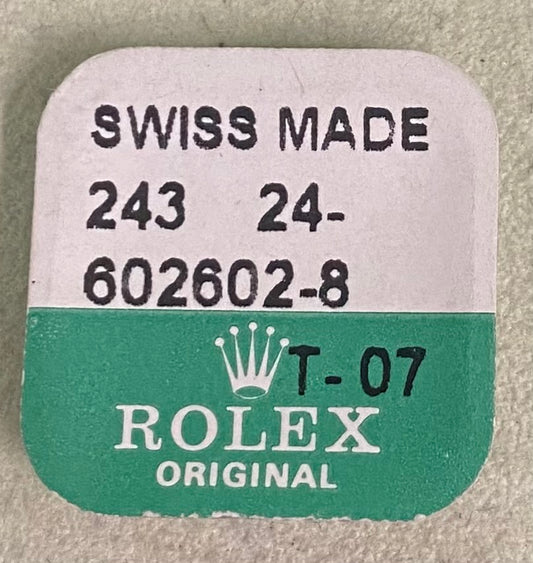 SWISS MADE
243 24-
602602-8
T-07
ROLEX
ORIGINAL